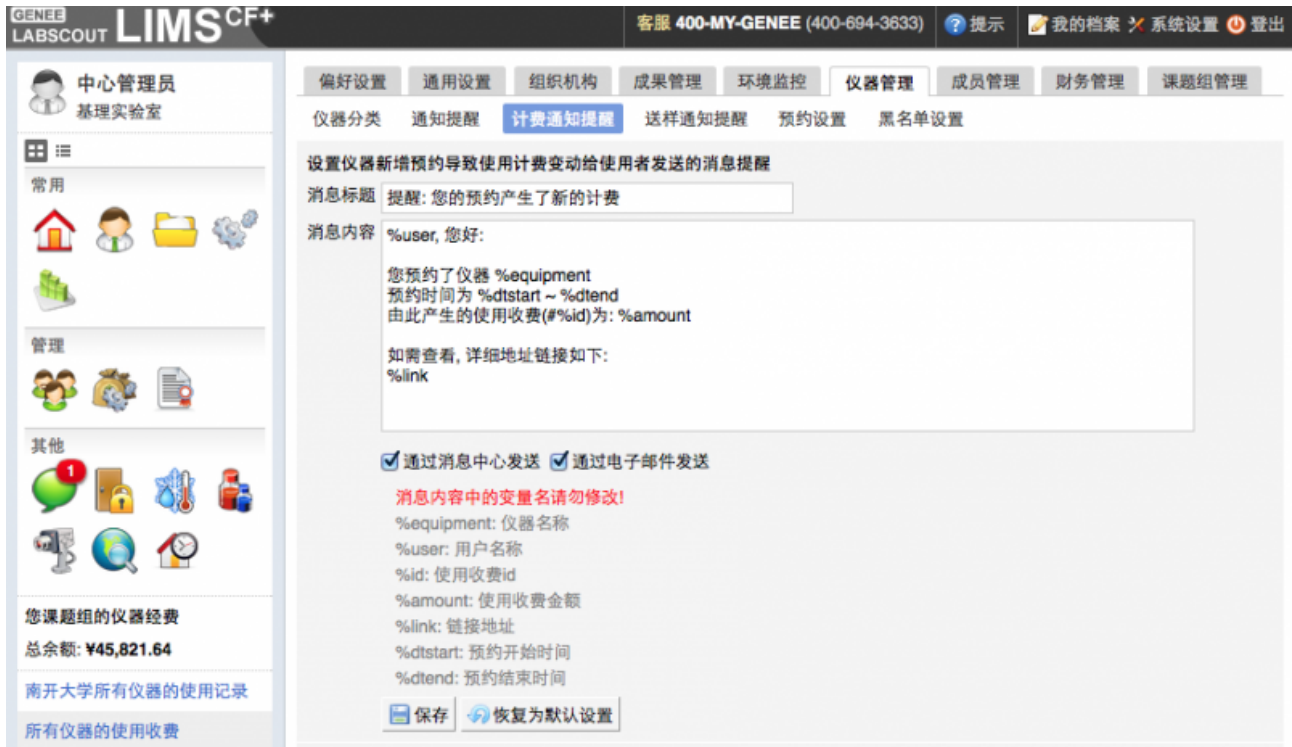 GENEE
LABSCOUT LIMS CF+
客服 400-MY-GENEE (400-694-3633)
提示
我的档案
系统设置
登出
中心管理员
基理实验室
常用
管理
其他
1
您课题组的仪器经费
总余额: ¥45,821.64
南开大学所有仪器的使用记录
所有仪器的使用收费
偏好设置 通用设置 组织机构 成果管理 环境监控 仪器管理 成员管理 财务管理 课题组管理
仪器分类 通知提醒 计费通知提醒 送样通知提醒 预约设置 黑名单设置
设置仪器新增预约导致使用计费变动给使用者发送的消息提醒
消息标题 提醒: 您的预约产生了新的计费
消息内容 %user, 您好:
您预约了仪器 %equipment
预约时间为 %dtstart ~ %dtend
由此产生的使用收费(#%id)为: %amount
如需查看, 详细地址链接如下:
%link
通过消息中心发送 通过电子邮件发送
消息内容中的变量名请勿修改!
%equipment: 仪器名称
%user: 用户名称
%id: 使用收费id
%amount: 使用收费金额
%link: 链接地址
%dtstart: 预约开始时间
%dtend: 预约结束时间
保存 恢复为默认设置